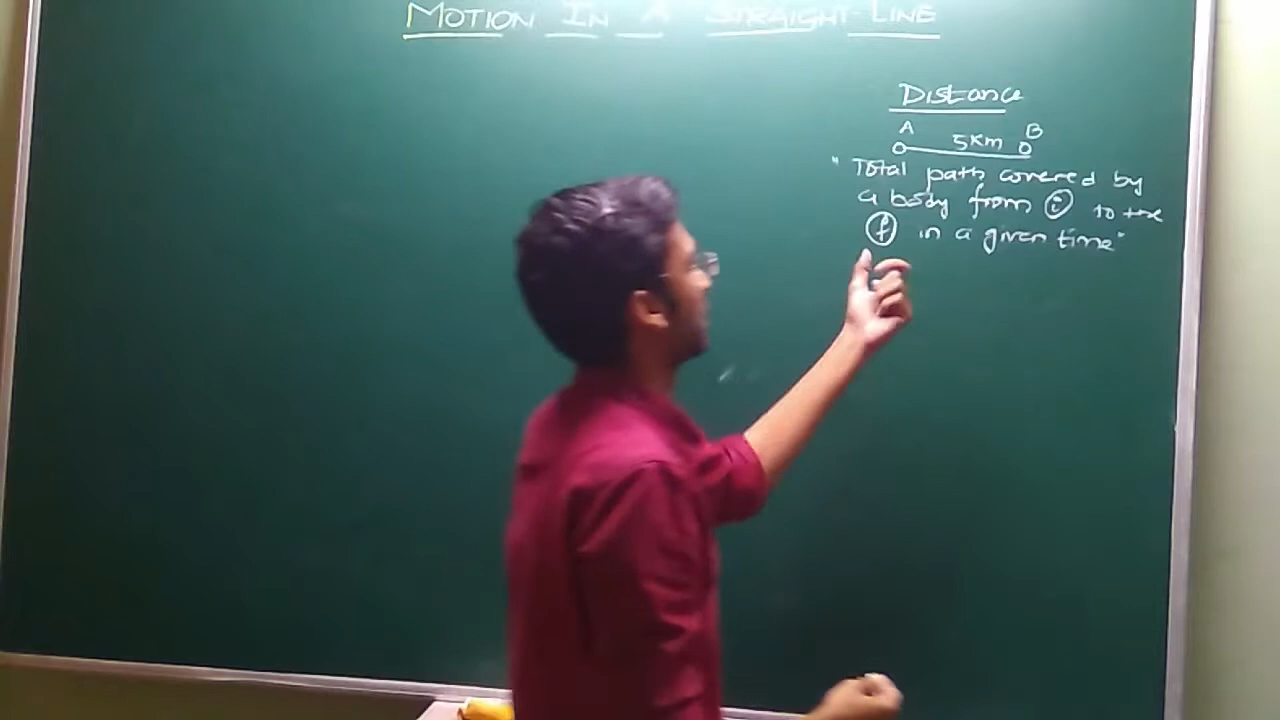 MOTION IN A STRAIGHT-LINE
Distance
A B
5Km
"Total path covered by
a body from i to the
f in a given time"